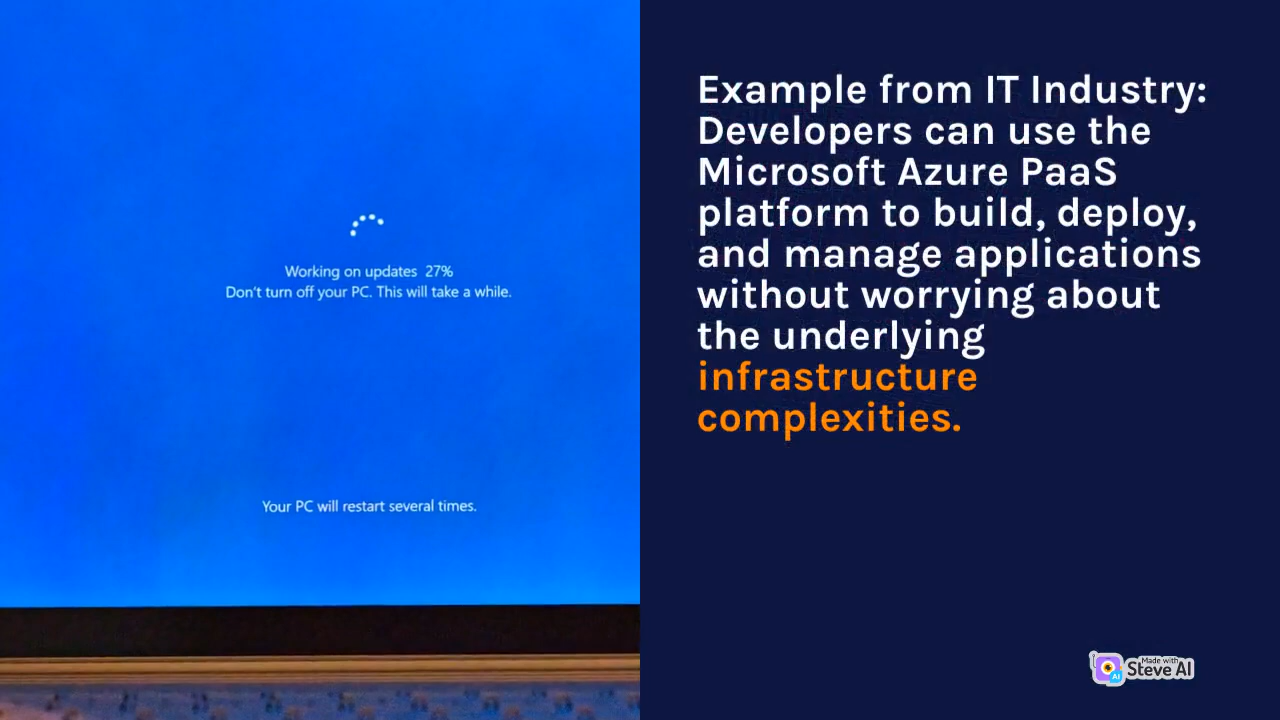 Working on updates  27%
Don't turn off your PC. This will take a while.
Your PC will restart several times.
Example from IT Industry:
Developers can use the
Microsoft Azure PaaS
platform to build, deploy,
and manage applications
without worrying about
the underlying
infrastructure
complexities.
Made with
Steve AI
AI